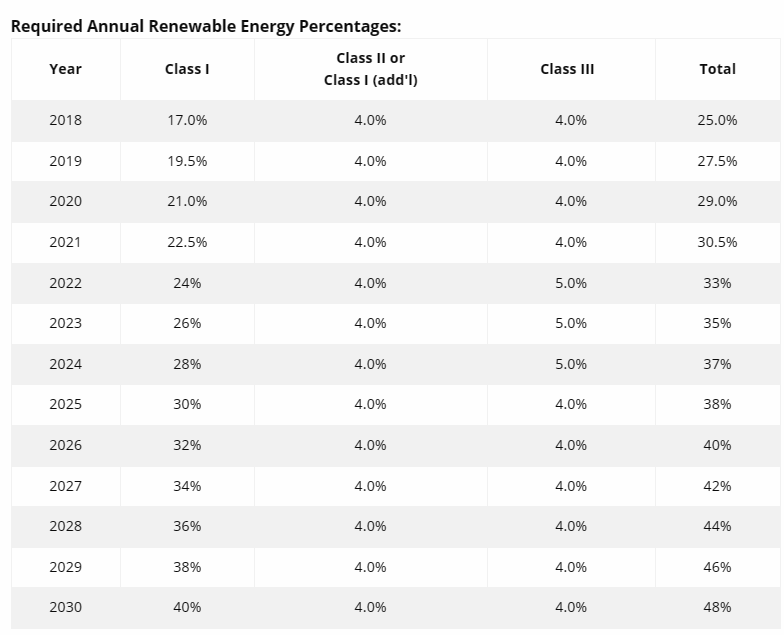 Required Annual Renewable Energy Percentages:
Year Class I Class II or Class III Total
Class I (add'l)
2018 17.0% 4.0% 4.0% 25.0%
2019 19.5% 4.0% 4.0% 27.5%
2020 21.0% 4.0% 4.0% 29.0%
2021 22.5% 4.0% 4.0% 30.5%
2022 24% 4.0% 5.0% 33%
2023 26% 4.0% 5.0% 35%
2024 28% 4.0% 5.0% 37%
2025 30% 4.0% 4.0% 38%
2026 32% 4.0% 4.0% 40%
2027 34% 4.0% 4.0% 42%
2028 36% 4.0% 4.0% 44%
2029 38% 4.0% 4.0% 46%
2030 40% 4.0% 4.0% 48%